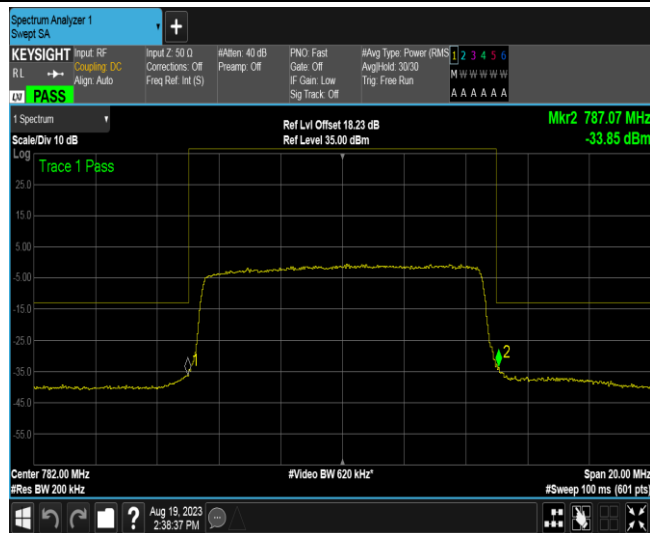 Spectrum Analyzer 1
Swept SA
+
KEYSIGHT
RL
LXI PASS
Input: RF
Coupling: DC
Align: Auto
Input Z: 50 Ω
Corrections: Off
Freq Ref: Int (S)
#Atten: 40 dB
Preamp: Off
PNO: Fast
Gate: Off
IF Gain: Low
Sig Track: Off
#Avg Type: Power (RMS
Avg|Hold: 30/30
Trig: Free Run
1 2 3 4 5 6
M W W W W W
A A A A A A
1 Spectrum
Scale/Div 10 dB
Ref Lvl Offset 18.23 dB
Ref Level 35.00 dBm
Mkr2 787.07 MHz
-33.85 dBm
Log
Trace 1 Pass
25.0
15.0
5.00
-5.00
-15.0
-25.0
-35.0
-45.0
-55.0
1
2
Center 782.00 MHz
#Res BW 200 kHz
#Video BW 620 kHz*
Span 20.00 MHz
#Sweep 100 ms (601 pts)
?
Aug 19, 2023
2:38:37 PM